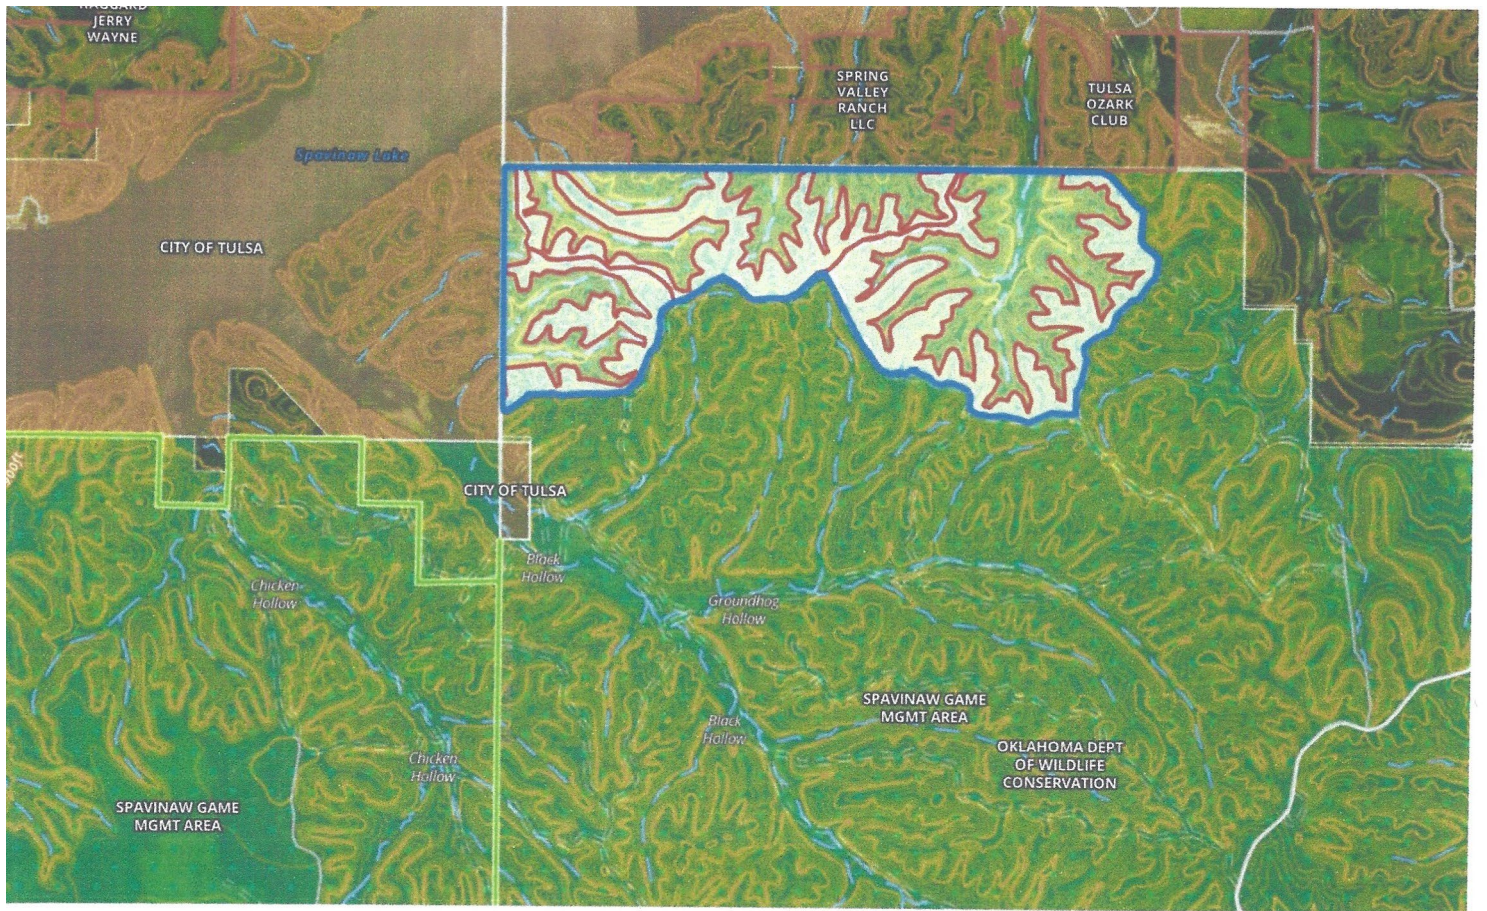 HAGGARD
JERRY
WAYNE
SPRING
VALLEY
RANCH
LLC
TULSA
OZARK
CLUB
Spavinaw Lake
CITY OF TULSA
CITY OF TULSA
Black
Hollow
Chicken
Hollow
Groundhog
Hollow
SPAVINAW GAME
MGMT AREA
Black
Hollow
OKLAHOMA DEPT
OF WILDLIFE
CONSERVATION
Chicken
Hollow
SPAVINAW GAME
MGMT AREA